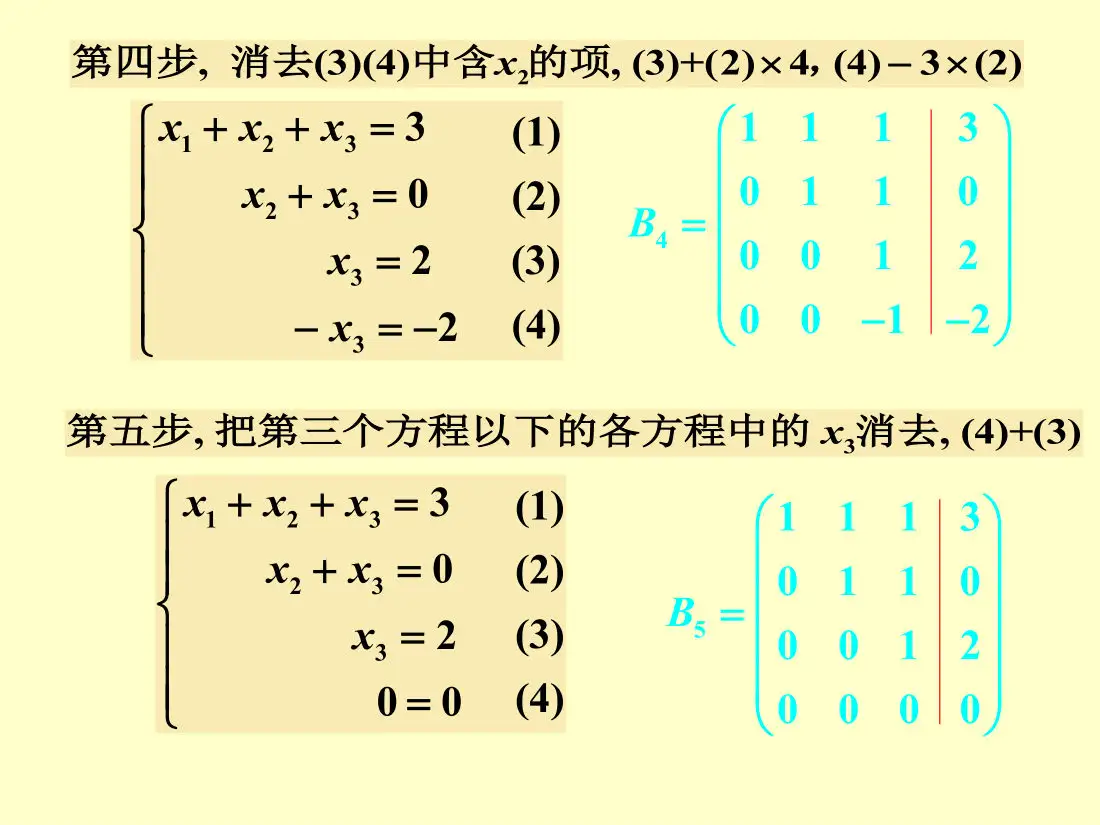 第四步, 消去(3)(4)中含x₂的项, (3)+(2)×4, (4)−3×(2)
x₁ + x₂ + x₃ = 3 (1)
x₂ + x₃ = 0 (2)
x₃ = 2 (3)
− x₃ = −2 (4)
B₄ =
1 1 1 3
0 1 1 0
0 0 1 2
0 0 −1 −2
第五步, 把第三个方程以下的各方程中的 x₃消去, (4)+(3)
x₁ + x₂ + x₃ = 3 (1)
x₂ + x₃ = 0 (2)
x₃ = 2 (3)
0 = 0 (4)
B₅ =
1 1 1 3
0 1 1 0
0 0 1 2
0 0 0 0